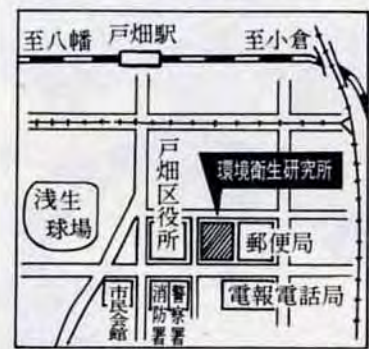 至八幡
戸畑駅
至小倉
環境衛生研究所
戸畑区役所
浅生
球場
郵便局
市民会館
消防署
警察署
電報電話局